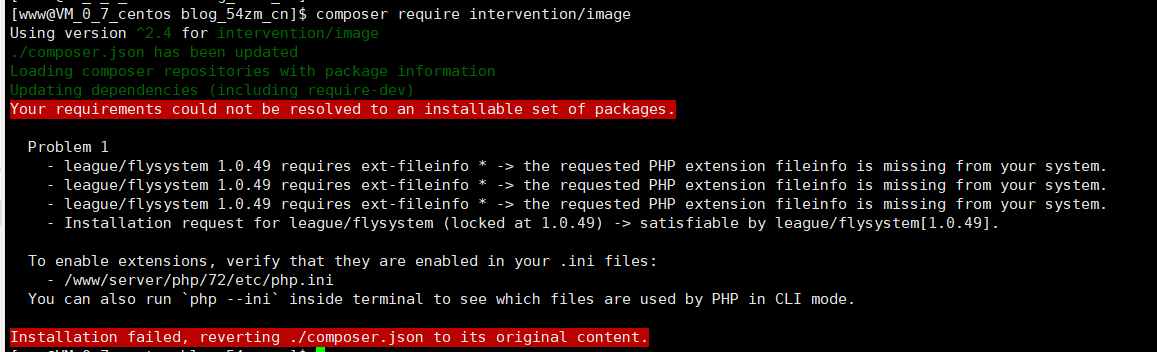 [www@VM_0_7_centos blog_54zm_cn]$ composer require intervention/image
Using version ^2.4 for intervention/image
./composer.json has been updated
Loading composer repositories with package information
Updating dependencies (including require-dev)
Your requirements could not be resolved to an installable set of packages.
Problem 1
- league/flysystem 1.0.49 requires ext-fileinfo * -> the requested PHP extension fileinfo is missing from your system.
- league/flysystem 1.0.49 requires ext-fileinfo * -> the requested PHP extension fileinfo is missing from your system.
- league/flysystem 1.0.49 requires ext-fileinfo * -> the requested PHP extension fileinfo is missing from your system.
- Installation request for league/flysystem (locked at 1.0.49) -> satisfiable by league/flysystem[1.0.49].
To enable extensions, verify that they are enabled in your .ini files:
- /www/server/php/72/etc/php.ini
You can also run `php --ini` inside terminal to see which files are used by PHP in CLI mode.
Installation failed, reverting ./composer.json to its original content.